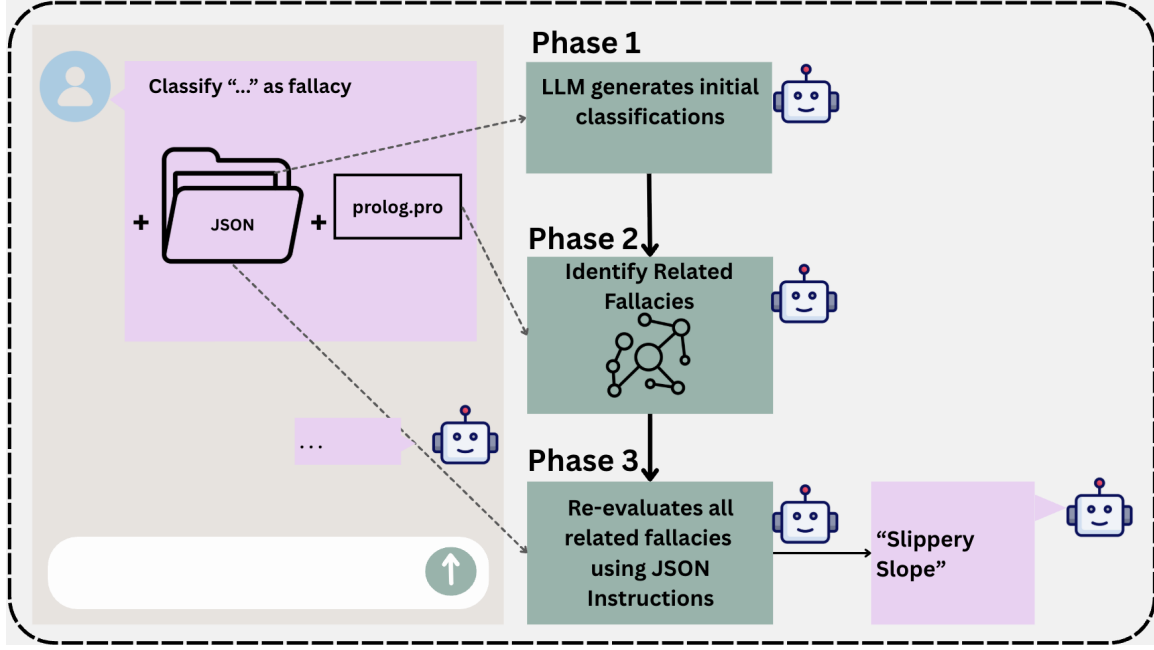 Classify “...” as fallacy
+
JSON
+
prolog.pro
...
Phase 1
LLM generates initial
classifications
Phase 2
Identify Related
Fallacies
Phase 3
Re-evaluates all
related fallacies
using JSON
Instructions
“Slippery
Slope”